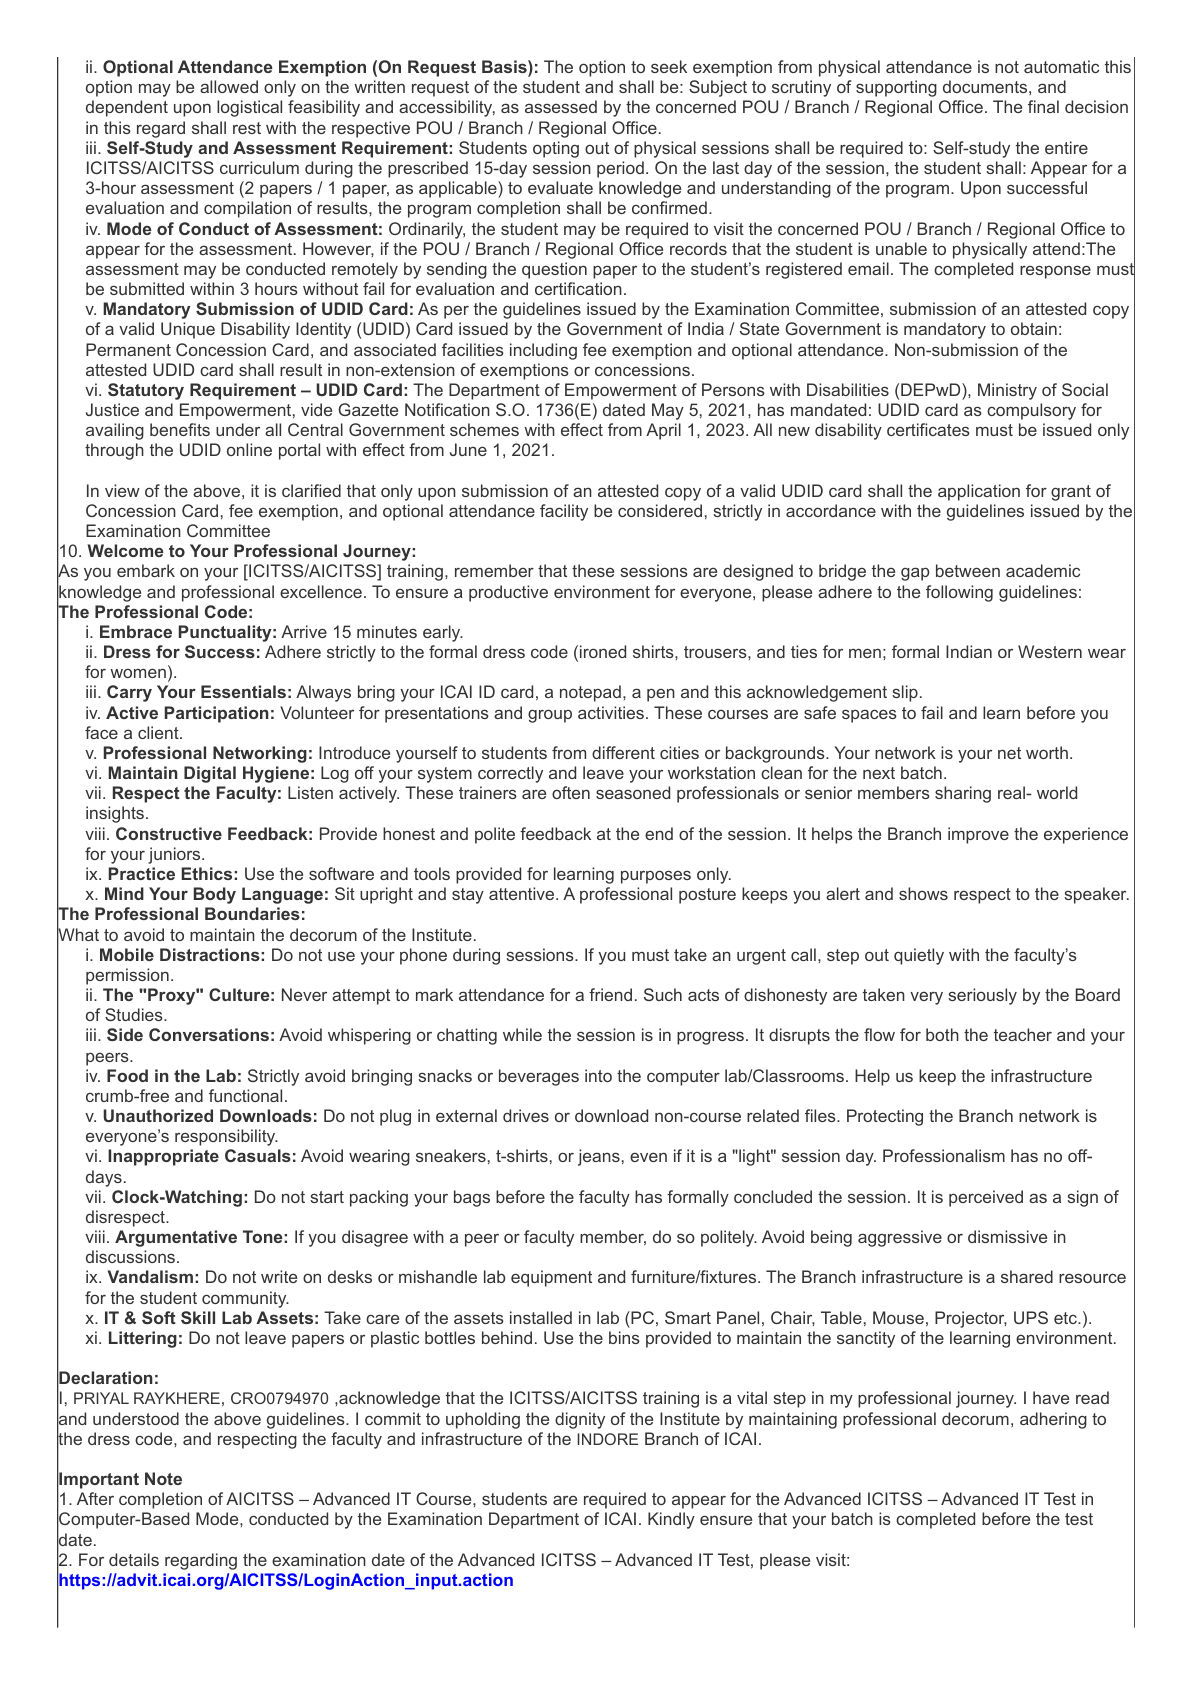 ii. Optional Attendance Exemption (On Request Basis): The option to seek exemption from physical attendance is not automatic this
option may be allowed only on the written request of the student and shall be: Subject to scrutiny of supporting documents, and
dependent upon logistical feasibility and accessibility, as assessed by the concerned POU / Branch / Regional Office. The final decision
in this regard shall rest with the respective POU / Branch / Regional Office.
iii. Self-Study and Assessment Requirement: Students opting out of physical sessions shall be required to: Self-study the entire
ICITSS/AICITSS curriculum during the prescribed 15-day session period. On the last day of the session, the student shall: Appear for a
3-hour assessment (2 papers / 1 paper, as applicable) to evaluate knowledge and understanding of the program. Upon successful
evaluation and compilation of results, the program completion shall be confirmed.
iv. Mode of Conduct of Assessment: Ordinarily, the student may be required to visit the concerned POU / Branch / Regional Office to
appear for the assessment. However, if the POU / Branch / Regional Office records that the student is unable to physically attend:The
assessment may be conducted remotely by sending the question paper to the student’s registered email. The completed response must
be submitted within 3 hours without fail for evaluation and certification.
v. Mandatory Submission of UDID Card: As per the guidelines issued by the Examination Committee, submission of an attested copy
of a valid Unique Disability Identity (UDID) Card issued by the Government of India / State Government is mandatory to obtain:
Permanent Concession Card, and associated facilities including fee exemption and optional attendance. Non-submission of the
attested UDID card shall result in non-extension of exemptions or concessions.
vi. Statutory Requirement – UDID Card: The Department of Empowerment of Persons with Disabilities (DEPwD), Ministry of Social
Justice and Empowerment, vide Gazette Notification S.O. 1736(E) dated May 5, 2021, has mandated: UDID card as compulsory for
availing benefits under all Central Government schemes with effect from April 1, 2023. All new disability certificates must be issued only
through the UDID online portal with effect from June 1, 2021.
In view of the above, it is clarified that only upon submission of an attested copy of a valid UDID card shall the application for grant of
Concession Card, fee exemption, and optional attendance facility be considered, strictly in accordance with the guidelines issued by the
Examination Committee
10. Welcome to Your Professional Journey:
As you embark on your [ICITSS/AICITSS] training, remember that these sessions are designed to bridge the gap between academic
knowledge and professional excellence. To ensure a productive environment for everyone, please adhere to the following guidelines:
The Professional Code:
i. Embrace Punctuality: Arrive 15 minutes early.
ii. Dress for Success: Adhere strictly to the formal dress code (ironed shirts, trousers, and ties for men; formal Indian or Western wear
for women).
iii. Carry Your Essentials: Always bring your ICAI ID card, a notepad, a pen and this acknowledgement slip.
iv. Active Participation: Volunteer for presentations and group activities. These courses are safe spaces to fail and learn before you
face a client.
v. Professional Networking: Introduce yourself to students from different cities or backgrounds. Your network is your net worth.
vi. Maintain Digital Hygiene: Log off your system correctly and leave your workstation clean for the next batch.
vii. Respect the Faculty: Listen actively. These trainers are often seasoned professionals or senior members sharing real- world
insights.
viii. Constructive Feedback: Provide honest and polite feedback at the end of the session. It helps the Branch improve the experience
for your juniors.
ix. Practice Ethics: Use the software and tools provided for learning purposes only.
x. Mind Your Body Language: Sit upright and stay attentive. A professional posture keeps you alert and shows respect to the speaker.
The Professional Boundaries:
What to avoid to maintain the decorum of the Institute.
i. Mobile Distractions: Do not use your phone during sessions. If you must take an urgent call, step out quietly with the faculty’s
permission.
ii. The "Proxy" Culture: Never attempt to mark attendance for a friend. Such acts of dishonesty are taken very seriously by the Board
of Studies.
iii. Side Conversations: Avoid whispering or chatting while the session is in progress. It disrupts the flow for both the teacher and your
peers.
iv. Food in the Lab: Strictly avoid bringing snacks or beverages into the computer lab/Classrooms. Help us keep the infrastructure
crumb-free and functional.
v. Unauthorized Downloads: Do not plug in external drives or download non-course related files. Protecting the Branch network is
everyone’s responsibility.
vi. Inappropriate Casuals: Avoid wearing sneakers, t-shirts, or jeans, even if it is a "light" session day. Professionalism has no off-
days.
vii. Clock-Watching: Do not start packing your bags before the faculty has formally concluded the session. It is perceived as a sign of
disrespect.
viii. Argumentative Tone: If you disagree with a peer or faculty member, do so politely. Avoid being aggressive or dismissive in
discussions.
ix. Vandalism: Do not write on desks or mishandle lab equipment and furniture/fixtures. The Branch infrastructure is a shared resource
for the student community.
x. IT & Soft Skill Lab Assets: Take care of the assets installed in lab (PC, Smart Panel, Chair, Table, Mouse, Projector, UPS etc.).
xi. Littering: Do not leave papers or plastic bottles behind. Use the bins provided to maintain the sanctity of the learning environment.
Declaration:
I, PRIYAL RAYKHERE, CRO0794970 ,acknowledge that the ICITSS/AICITSS training is a vital step in my professional journey. I have read
and understood the above guidelines. I commit to upholding the dignity of the Institute by maintaining professional decorum, adhering to
the dress code, and respecting the faculty and infrastructure of the INDORE Branch of ICAI.
Important Note
1. After completion of AICITSS – Advanced IT Course, students are required to appear for the Advanced ICITSS – Advanced IT Test in
Computer-Based Mode, conducted by the Examination Department of ICAI. Kindly ensure that your batch is completed before the test
date.
2. For details regarding the examination date of the Advanced ICITSS – Advanced IT Test, please visit:
https://advit.icai.org/AICITSS/LoginAction_input.action